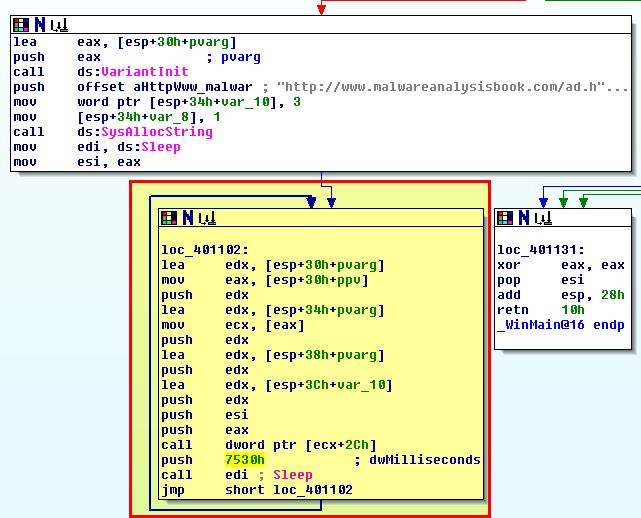 lea     eax, [esp+30h+pvarg]
push    eax             ; pvarg
call    ds:VariantInit
push    offset aHttpWww_malwar ; "http://www.malwareanalysisbook.com/ad.h"...
mov     word ptr [esp+34h+var_10], 3
mov     [esp+34h+var_8], 1
call    ds:SysAllocString
mov     edi, ds:Sleep
mov     esi, eax
loc_401102:
lea     edx, [esp+30h+pvarg]
mov     eax, [esp+30h+ppv]
push    edx
lea     edx, [esp+34h+pvarg]
mov     ecx, [eax]
push    edx
lea     edx, [esp+38h+pvarg]
push    edx
lea     edx, [esp+3Ch+var_10]
push    edx
push    esi
push    eax
call    dword ptr [ecx+2Ch]
push    7530h           ; dwMilliseconds
call    edi ; Sleep
jmp     short loc_401102
loc_401131:
xor     eax, eax
pop     esi
add     esp, 28h
retn    10h
_WinMain@16 endp